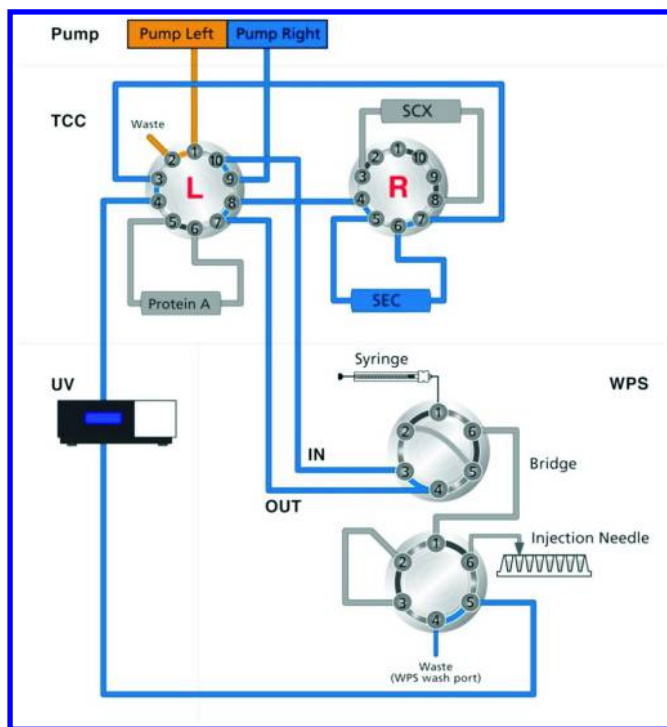 Pump
Pump Left
Pump Right
TCC
Waste
1
2
10
3
9
L
4
8
5
7
6
Protein A
SCX
1
2
10
3
9
R
8
4
5
7
6
SEC
UV
WPS
Syringe
1
2
6
3
5
4
IN
OUT
Bridge
1
2
6
3
5
4
Injection Needle
Waste
(WPS wash port)